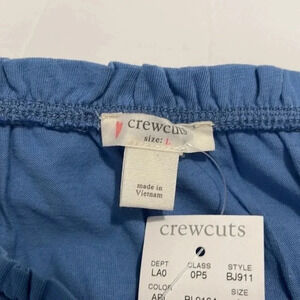 crewcuts
size: L
made in
Vietnam
crewcuts
DEPT CLASS STYLE
LA0 0P5 BJ911
COLOR SIZE